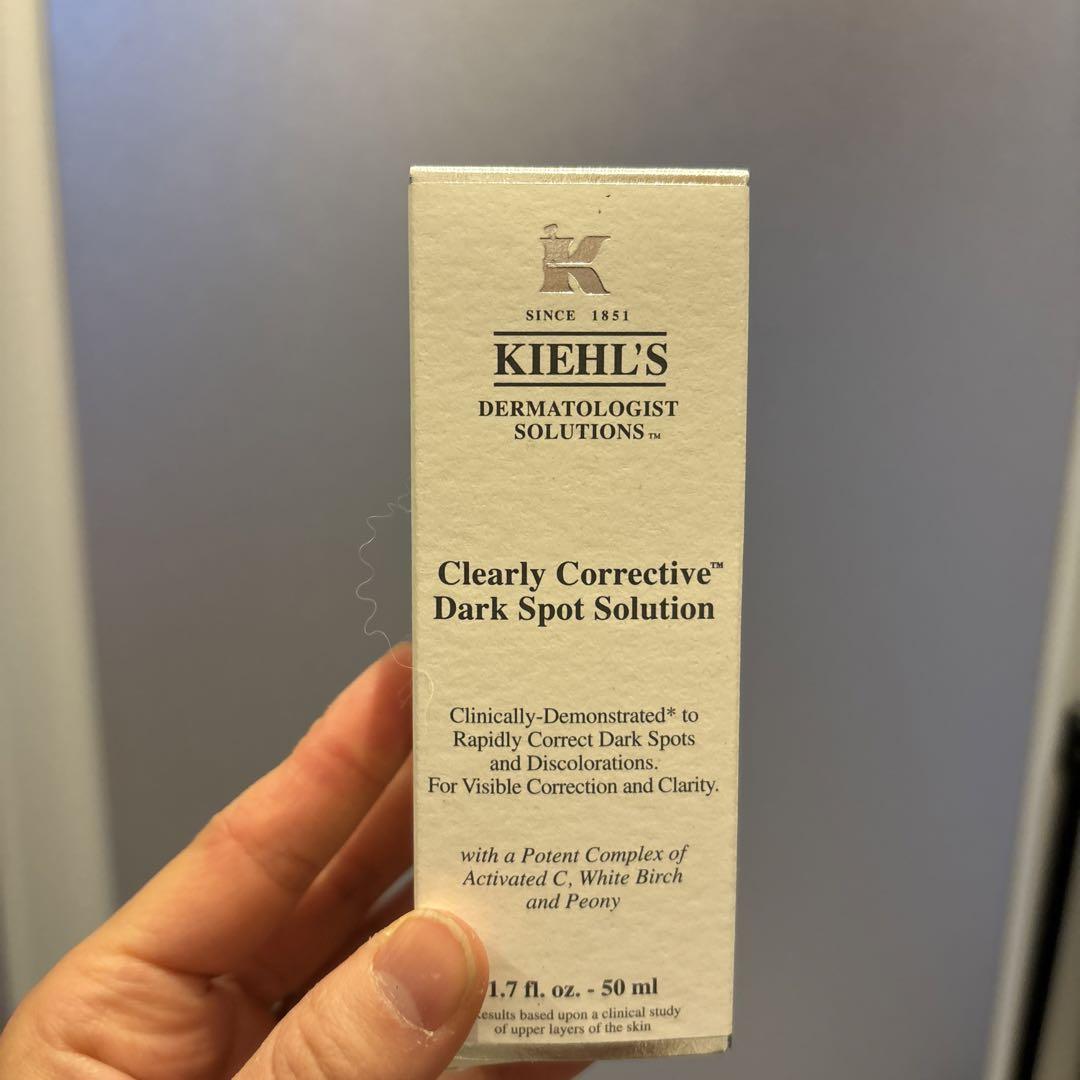 K
SINCE 1851
KIEHL'S
DERMATOLOGIST
SOLUTIONS™
Clearly Corrective™
Dark Spot Solution
Clinically-Demonstrated* to
Rapidly Correct Dark Spots
and Discolorations.
For Visible Correction and Clarity.
with a Potent Complex of
Activated C, White Birch
and Peony
1.7 fl. oz. - 50 ml
esults based upon a clinical study
of upper layers of the skin